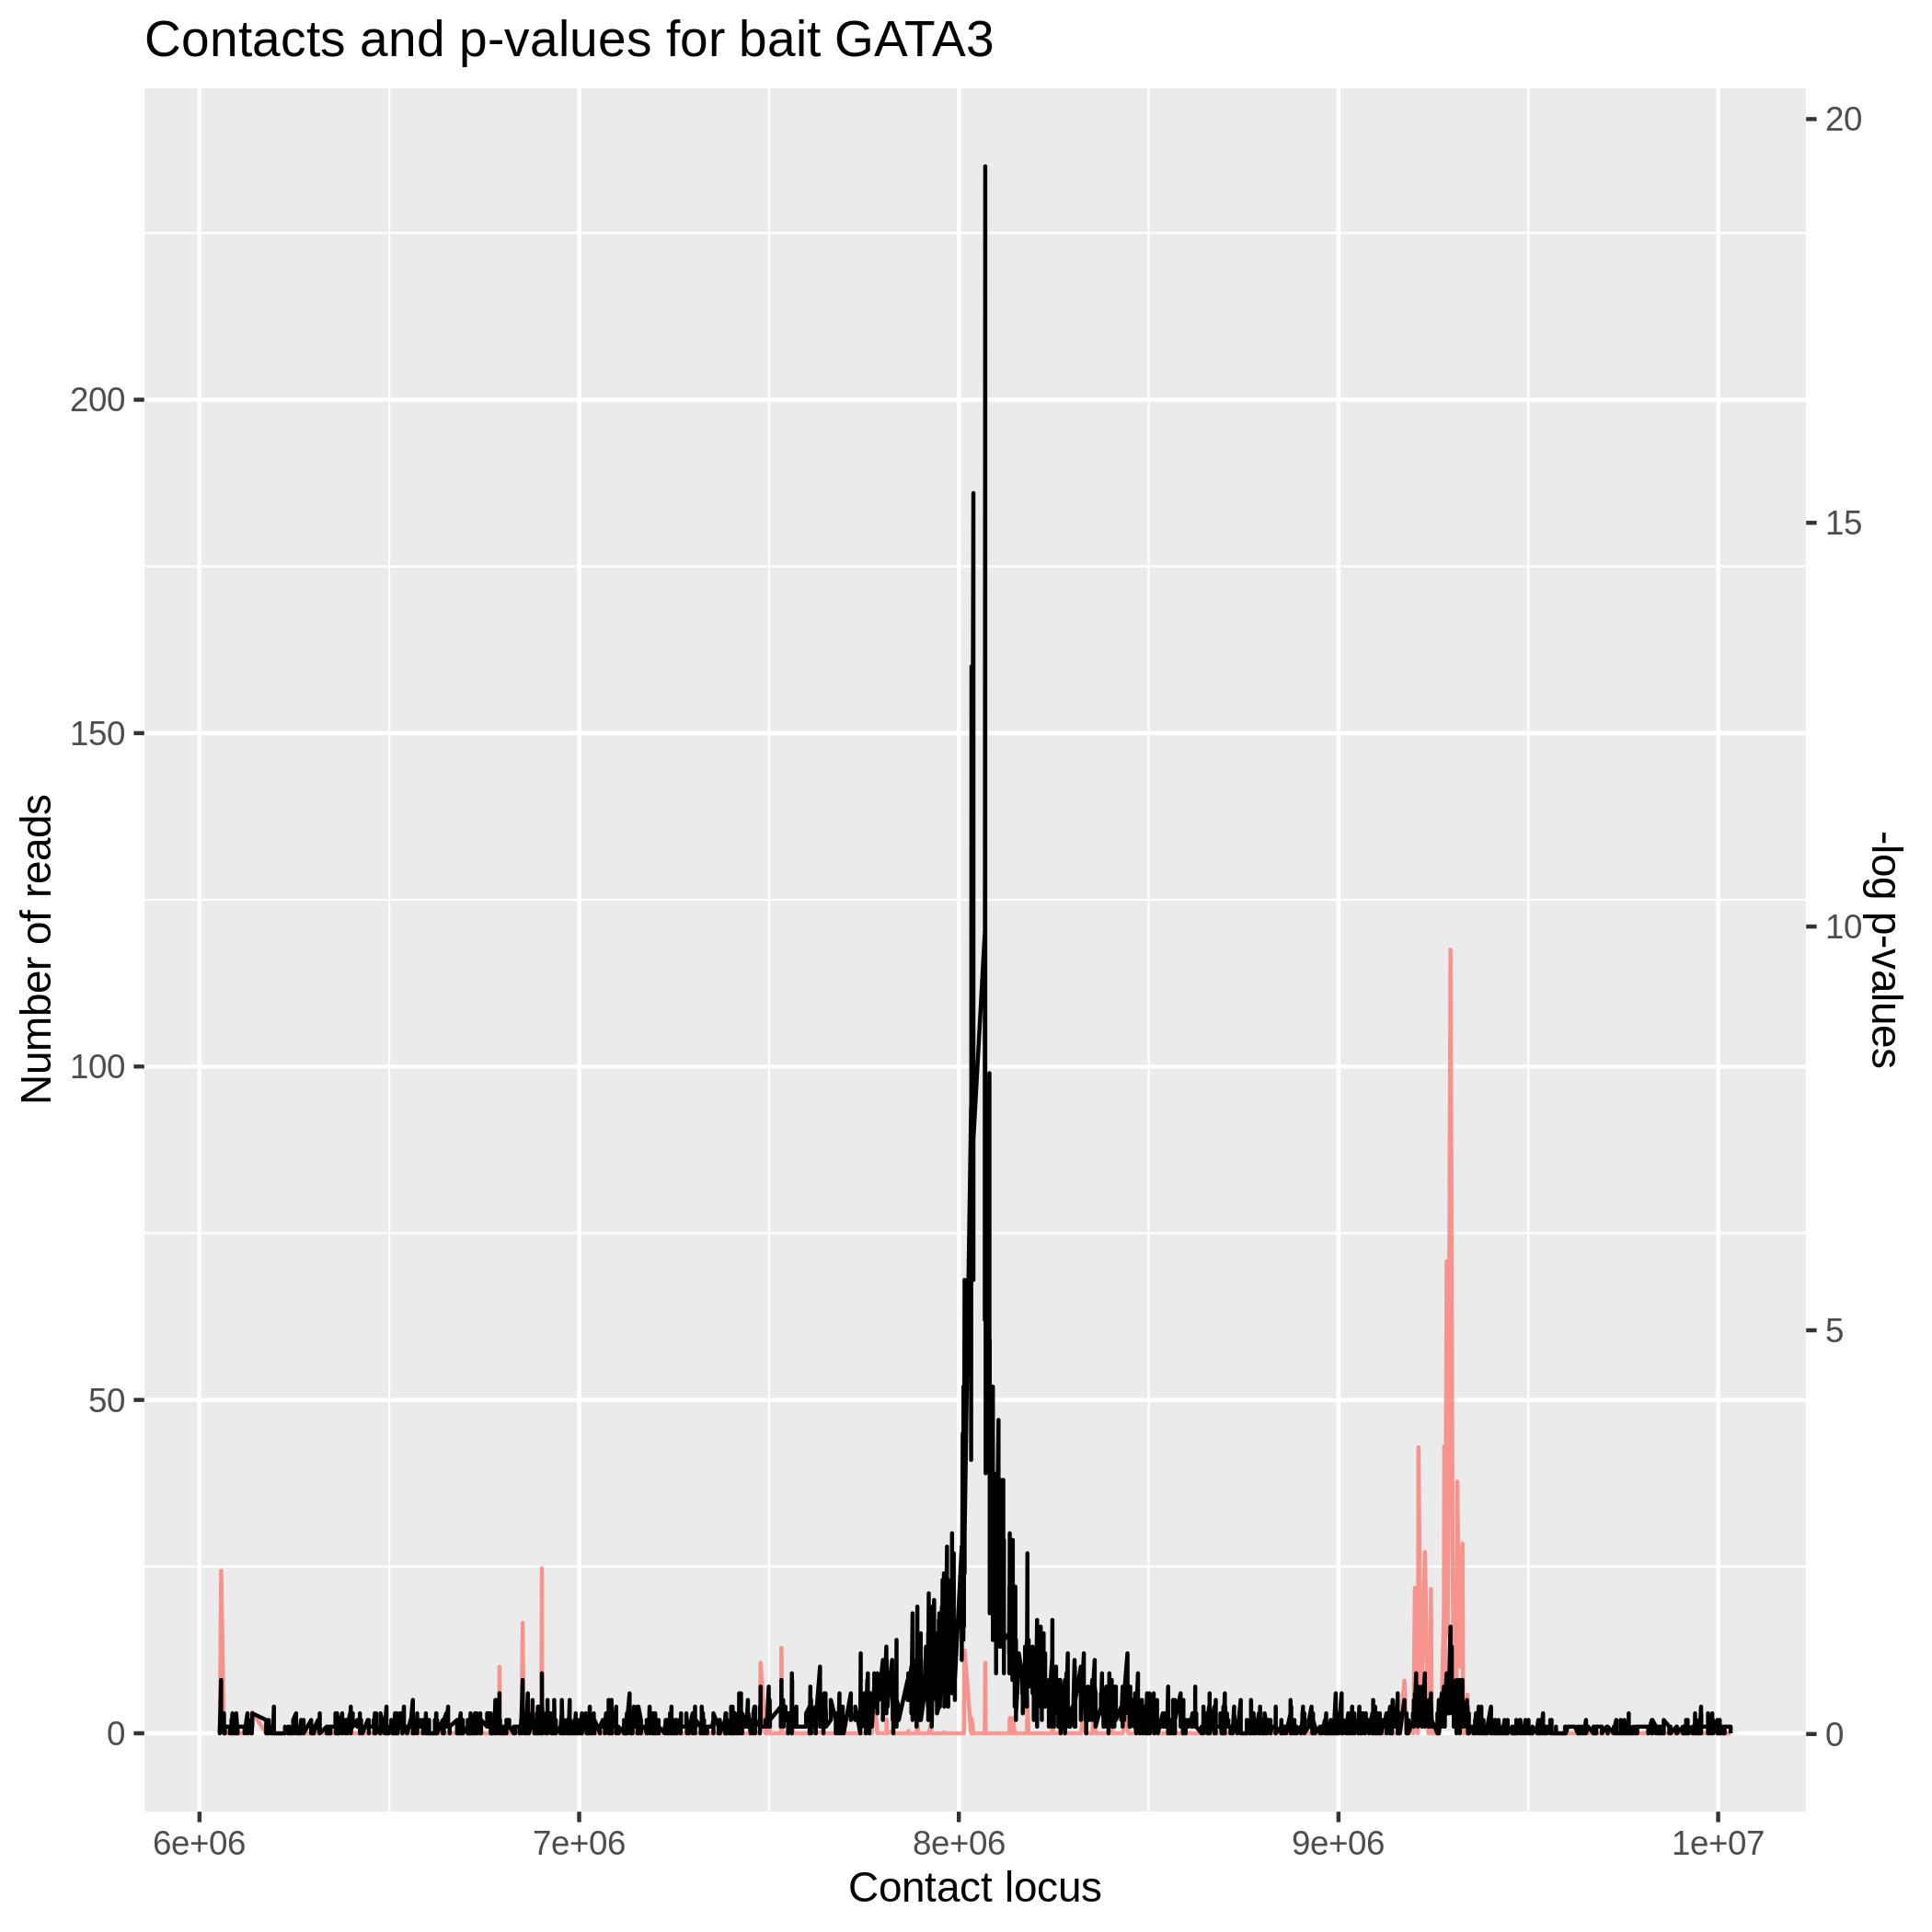 Contacts and p-values for bait GATA3
20
15
10
5
0
200
150
100
50
0
Number of reads
-log p-values
6e+06 7e+06 8e+06 9e+06 1e+07
Contact locus